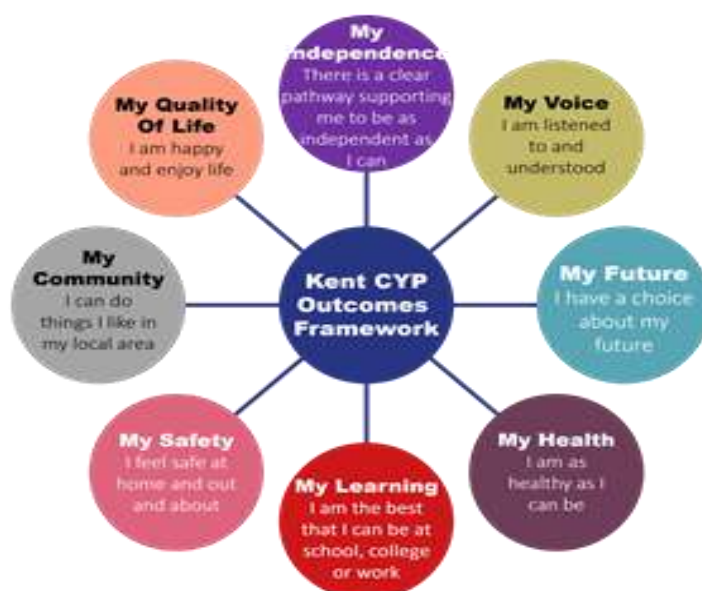 My
Independence
There is a clear
pathway supporting
me to be as
independent as
I can
My Voice
I am listened
to and
understood
My Future
I have a choice
about my
future
My Health
I am as
healthy as I
can be
My Learning
I am the best
that I can be at
school, college
or work
My Safety
I feel safe at
home and out
and about
My
Community
I can do
things I like in
my local area
My Quality
Of Life
I am happy
and enjoy life
Kent CYP
Outcomes
Framework